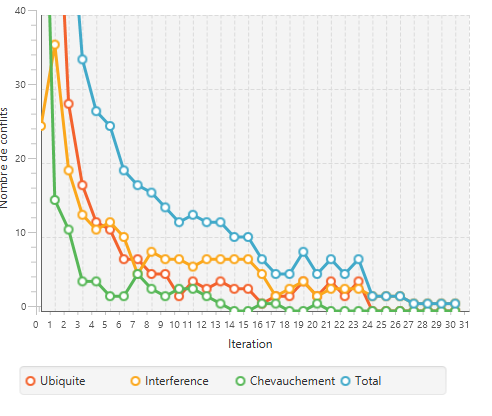 40
30
20
10
0
Nombre de conflits
0 1 2 3 4 5 6 7 8 9 10 11 12 13 14 15 16 17 18 19 20 21 22 23 24 25 26 27 28 29 30 31
Iteration
Ubiquite Interference Chevauchement Total